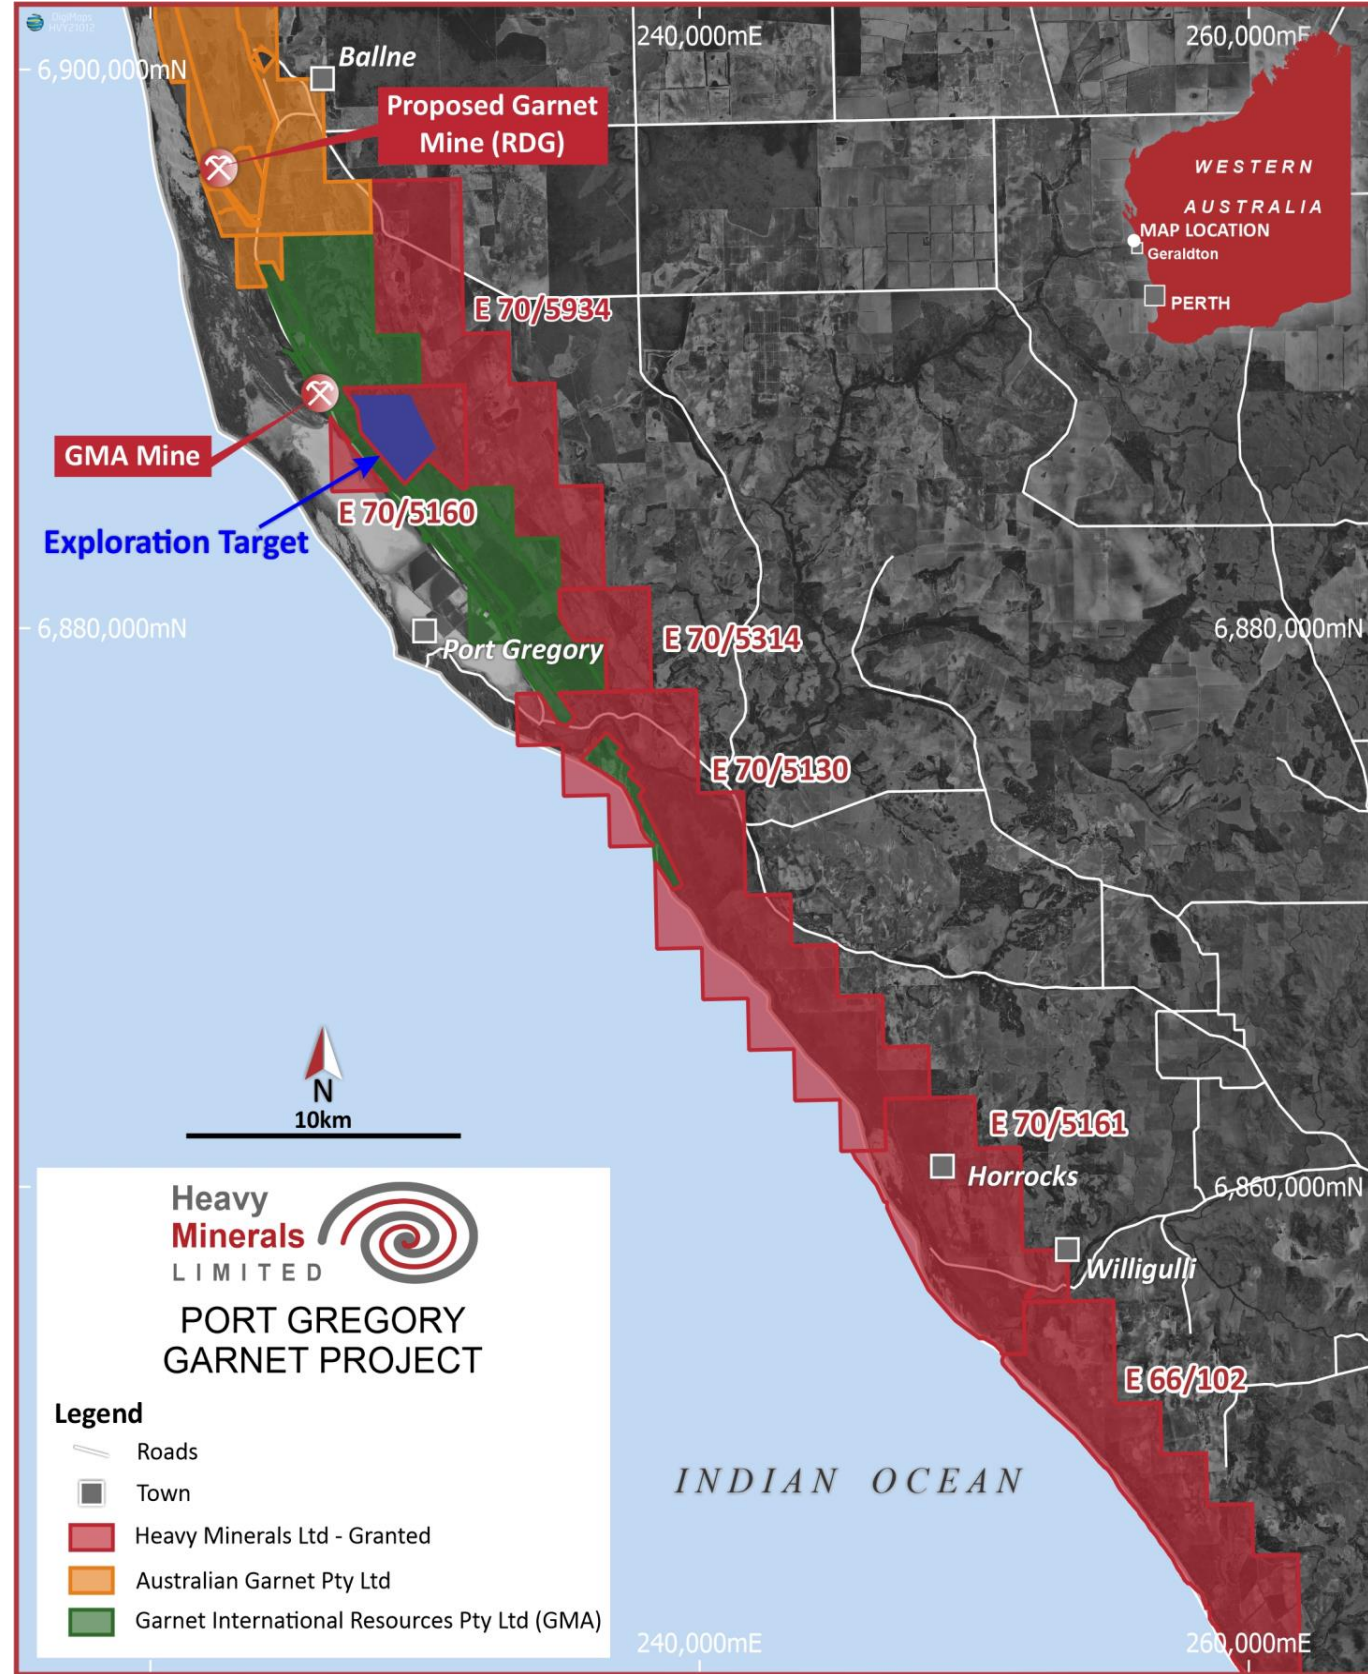 DigiMaps
HVYZ1012
240,000mE
260,000mE
6,900,000mN
Ballne
Proposed Garnet
Mine (RDG)
WESTERN
AUSTRALIA
MAP LOCATION
Geraldton
PERTH
E 70/5934
GMA Mine
E 70/5160
Exploration Target
6,880,000mN
6,880,000mN
Port Gregory
E 70/5314
E 70/5130
N
10km
E 70/5161
Horrocks
6,860,000mN
Willigulli
E 66/102
Heavy
Minerals
LIMITED
PORT GREGORY
GARNET PROJECT
Legend
Roads
Town
Heavy Minerals Ltd - Granted
Australian Garnet Pty Ltd
Garnet International Resources Pty Ltd (GMA)
INDIAN OCEAN
240,000mE
260,000mE